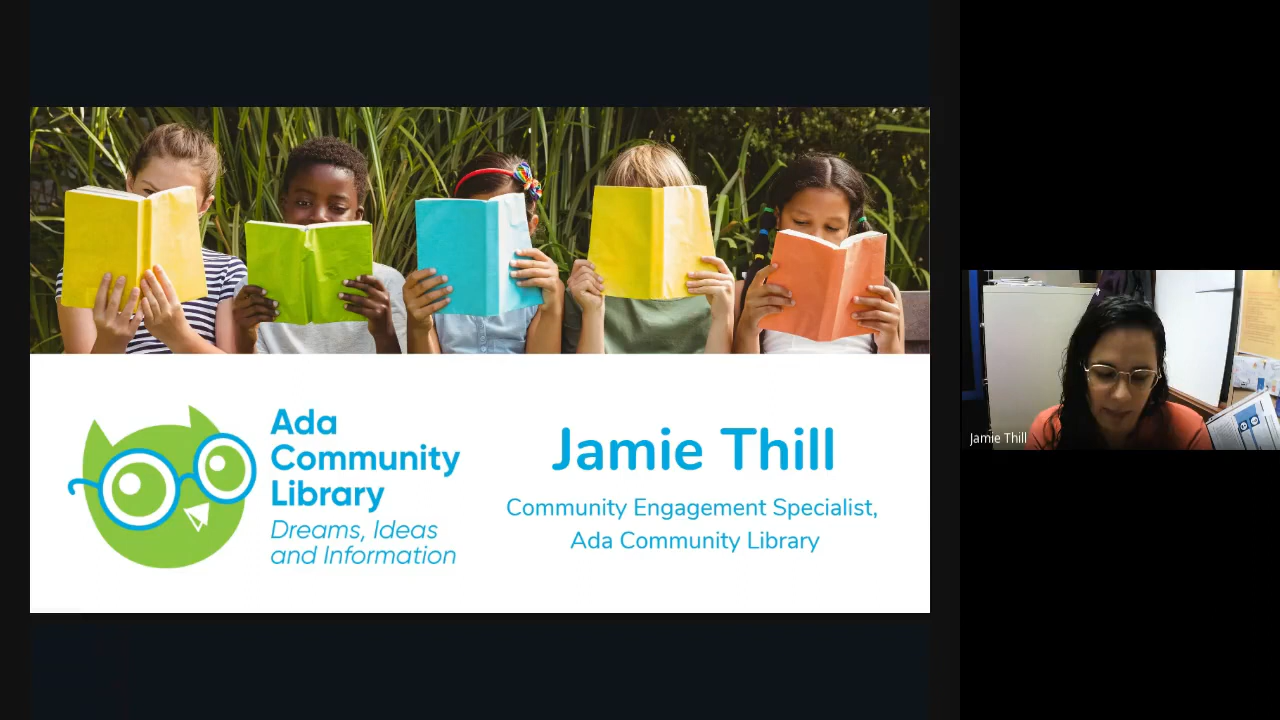 Ada
Community
Library
Dreams, Ideas
and Information
Jamie Thill
Community Engagement Specialist,
Ada Community Library
Jamie Thill